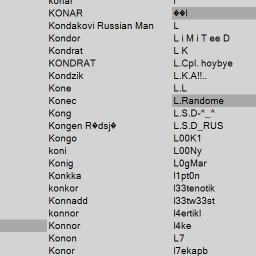 konar l
KONAR ��l
Kondakovi Russian Man L
Kondor L i M i T ee D
Kondrat L K
KONDRAT L.Cpl. hoybye
Kondzik L.K.A!!..
Kone L.L
Konec L.Randome
Kong L.S.D-^_^
Kongen R�dsj� L.S.D_RUS
Kongo L00K1
koni L00Ny
Konig L0gMar
Konkka l1pt0n
konkor l33tenotik
Konnadd l33tw33st
konnor l4ertikl
Konnor l4ke
Konon L7
Konor l7ekapb